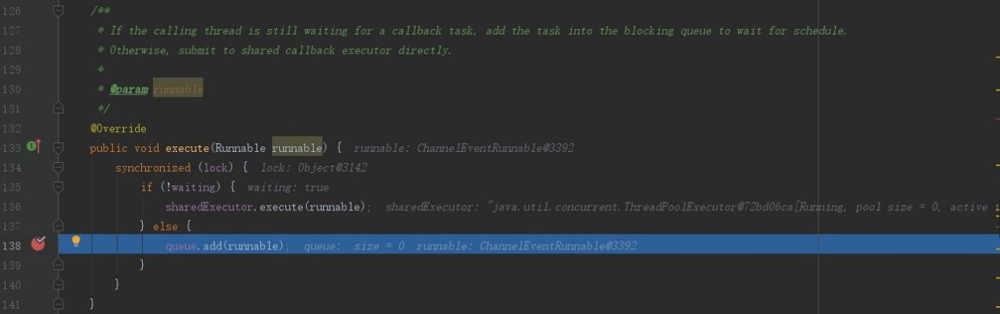 126 /**
127 * If the calling thread is still waiting for a callback task, add the task into the blocking queue to wait for schedule.
128 * Otherwise, submit to shared callback executor directly.
129 *
130 * @param runnable
131 */
132 @Override
133 public void execute(Runnable runnable) { runnable: ChannelEventRunnable@3392
134 synchronized (lock) { lock: Object@3142
135 if (!waiting) { waiting: true
136 sharedExecutor.execute(runnable); sharedExecutor: "java.util.concurrent.ThreadPoolExecutor@72bd06ca[Running, pool size = 0, active
137 } else {
138 queue.add(runnable); queue: size = 0 runnable: ChannelEventRunnable@3392
139 }
140 }
141 }